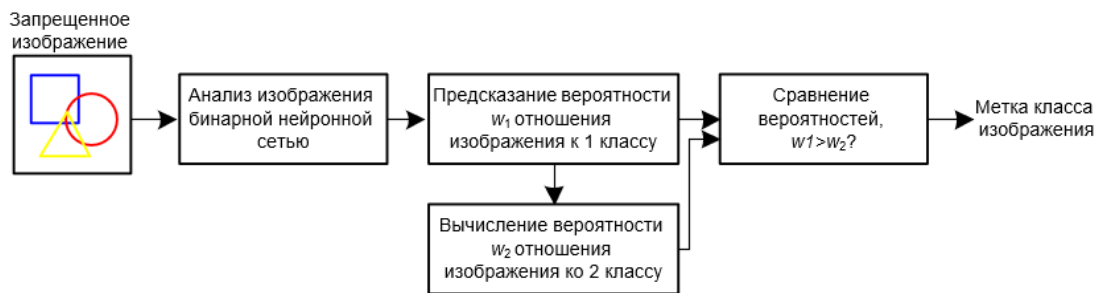 Запрещенное
изображение
Анализ изображения
бинарной нейронной
сетью
Предсказание вероятности
w₁ отношения
изображения к 1 классу
Сравнение
вероятностей,
w1>w₂?
Метка класса
изображения
Вычисление вероятности
w₂ отношения
изображения ко 2 классу